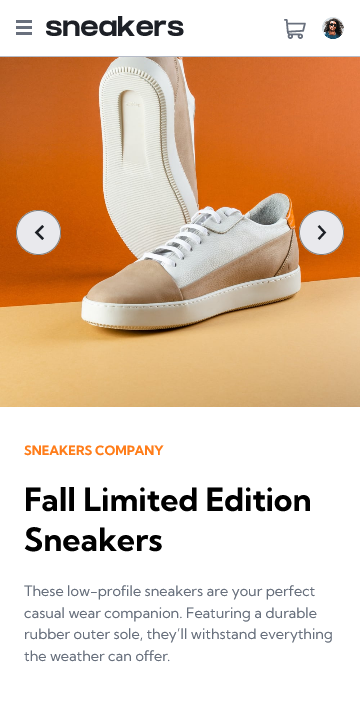 sneakers
SNEAKERS COMPANY
Fall Limited Edition
Sneakers
These low-profile sneakers are your perfect
casual wear companion. Featuring a durable
rubber outer sole, they'll withstand everything
the weather can offer.